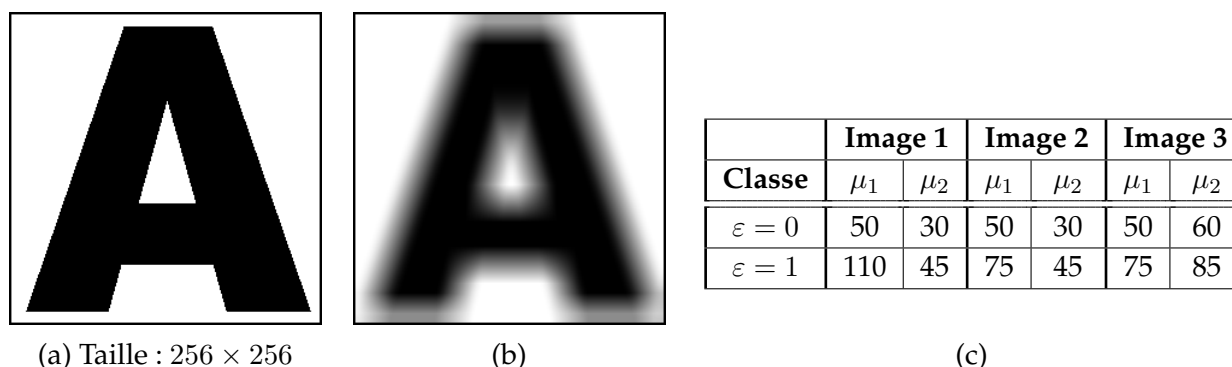 A
A
Image 1 Image 2 Image 3
Classe μ₁ μ₂ μ₁ μ₂ μ₁ μ₂
ε = 0 50 30 50 30 50 60
ε = 1 110 45 75 45 75 85
(a) Taille : 256 × 256 (b) (c)